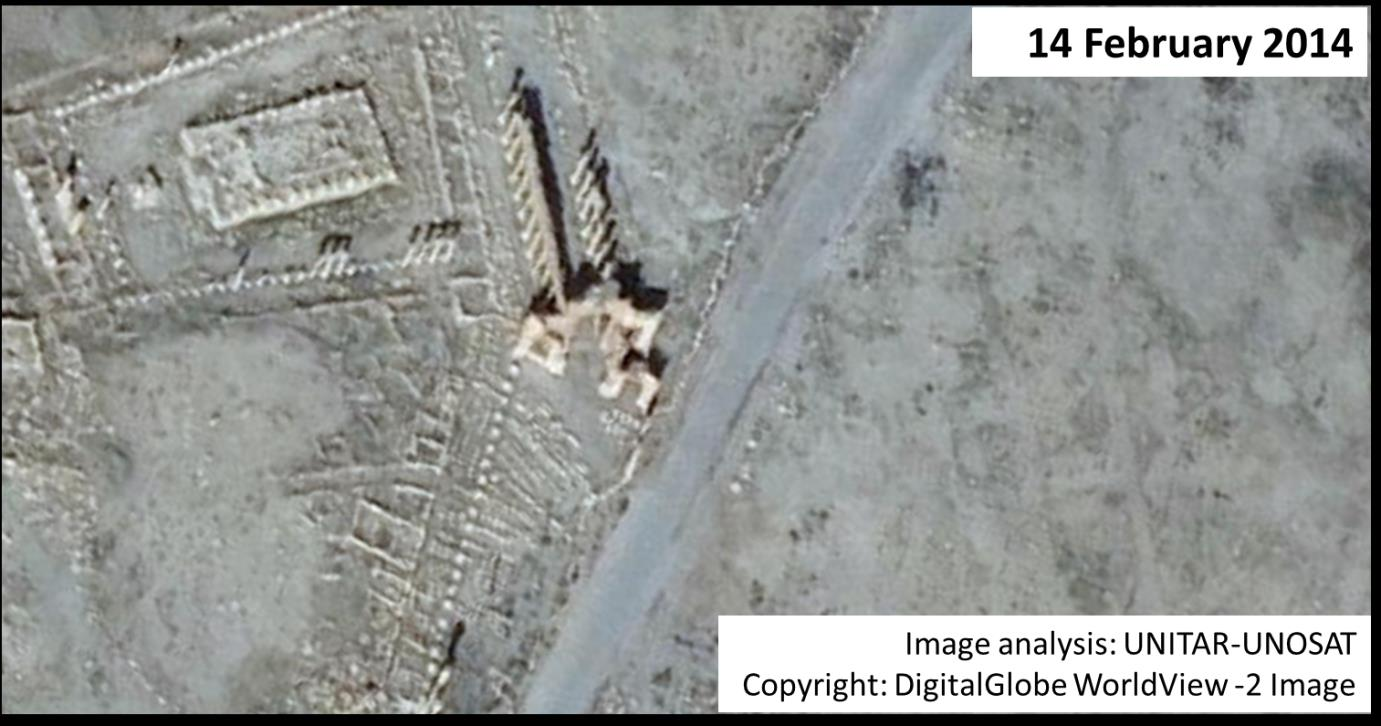 14 February 2014
Image analysis: UNITAR-UNOSAT
Copyright: DigitalGlobe WorldView -2 Image